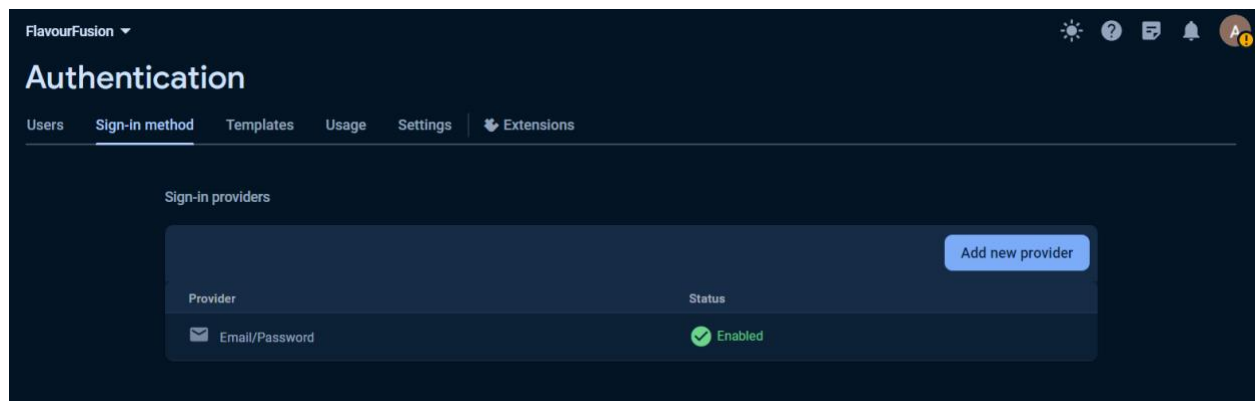 FlavourFusion
A
Authentication
Users Sign-in method Templates Usage Settings Extensions
Sign-in providers
Add new provider
Provider Status
Email/Password Enabled